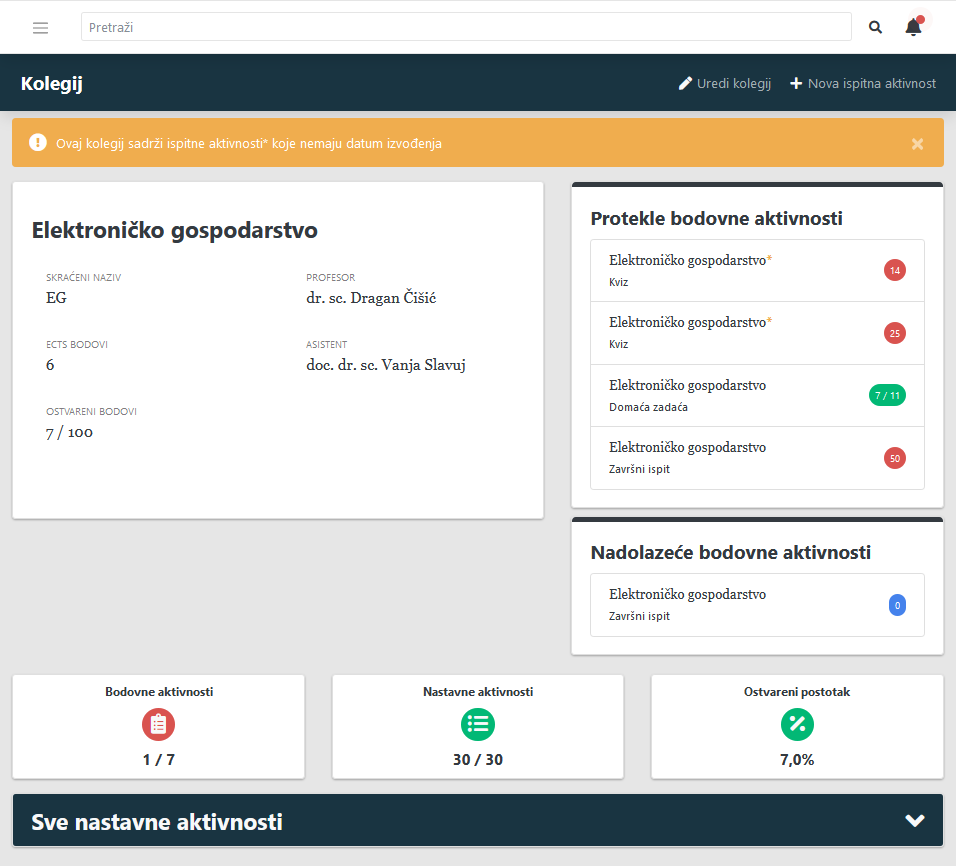 Pretraži
Kolegij
Uredi kolegij
Nova ispitna aktivnost
Ovaj kolegij sadrži ispitne aktivnosti* koje nemaju datum izvođenja
Elektroničko gospodarstvo
SKRAĆENI NAZIV
EG
PROFESOR
dr. sc. Dragan Čišić
ECTS BODOVI
6
ASISTENT
doc. dr. sc. Vanja Slavuj
OSTVARENI BODOVI
7 / 100
Protekle bodovne aktivnosti
Elektroničko gospodarstvo*
Kviz
14
Elektroničko gospodarstvo*
Kviz
25
Elektroničko gospodarstvo
Domaća zadaća
7 / 11
Elektroničko gospodarstvo
Završni ispit
50
Nadolazeće bodovne aktivnosti
Elektroničko gospodarstvo
Završni ispit
0
Bodovne aktivnosti
1 / 7
Nastavne aktivnosti
30 / 30
Ostvareni postotak
7,0%
Sve nastavne aktivnosti